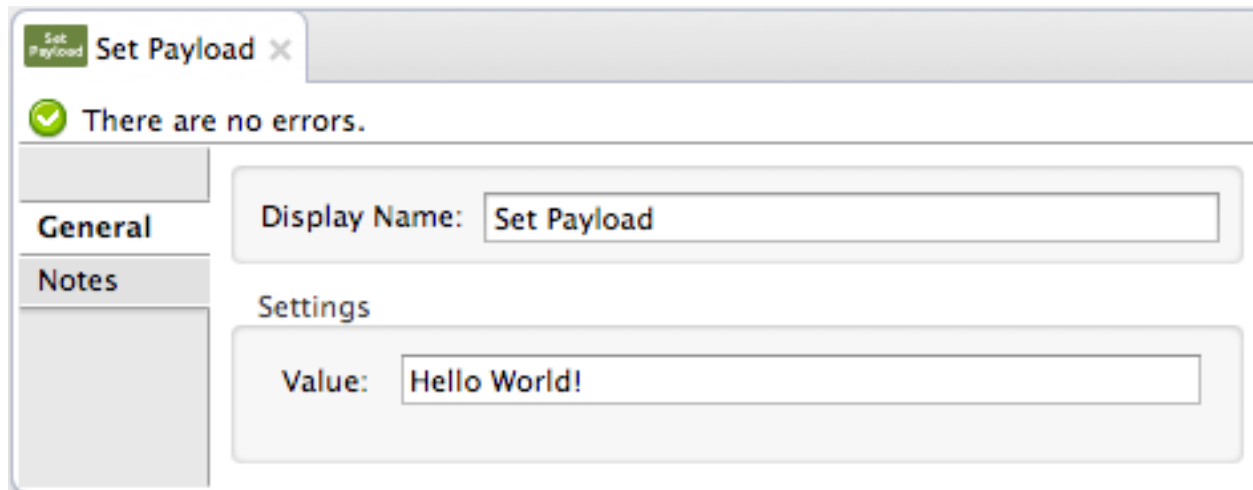 Set
Payload
Set Payload
There are no errors.
General
Notes
Display Name: Set Payload
Settings
Value: Hello World!